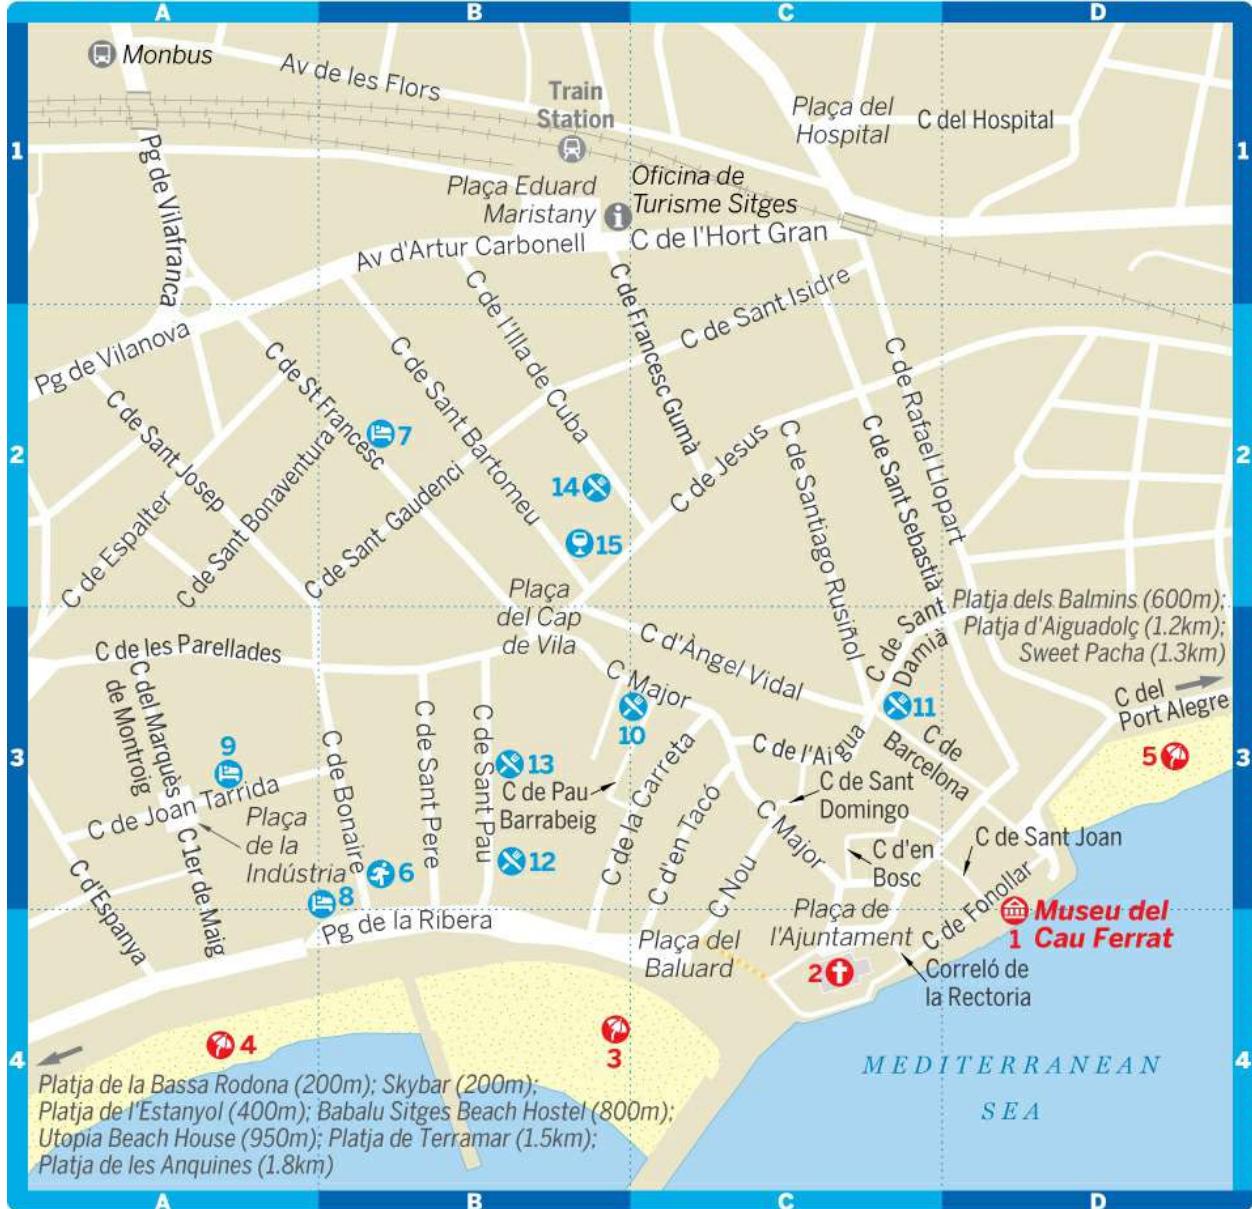 A
B
C
D
Monbus
Av de les Flors
Train
Station
Plaça del
Hospital
C del Hospital
1
1
Pg de Vilafranca
Plaça Eduard
Maristany
Oficina de
Turisme Sitges
Av d'Artur Carbonell
C de l'Hort Gran
C de Francesc Gumà
C de Sant Isidre
C de l'Illa de Cuba
Pg de Vilanova
C de St Francesc
C de Sant Bartomeu
C de Rafael Llopart
C de Sant Josep
7
C de Sant Sebastià
C de Santiago Rusiñol
C de Jesus
2
2
C de Sant Bonaventura
C de Sant Gaudenci
14
C de Espalter
15
Plaça
del Cap
de Vila
Platja dels Balmins (600m);
Platja d'Aiguadolç (1.2km);
Sweet Pacha (1.3km)
C de les Parellades
C d'Àngel Vidal
C de Sant
Damià
C Major
C del
Port Alegre
C del Marquès
de Montroig
10
11
9
C de Bonaire
C de Sant Pere
C de Sant Pau
13
C de l'Aigua
C de
Barcelona
5
3
3
C de Joan Tarrida
C de Pau
Barrabeig
C de la Carreta
C de Sant
Domingo
Plaça
de la
Indústria
C d'en Tacó
C Major
C d'en
Bosc
C de Sant Joan
C 1er de Maig
6
12
C d'Espanya
8
C Nou
C de Fonollar
Pg de la Ribera
Plaça de
l'Ajuntament
Museu del
1 Cau Ferrat
Plaça del
Baluard
2
Correló de
la Rectoria
4
3
4
4
MEDITERRANEAN
SEA
Platja de la Bassa Rodona (200m); Skybar (200m);
Platja de l'Estanyol (400m); Babalu Sitges Beach Hostel (800m);
Utopia Beach House (950m); Platja de Terramar (1.5km);
Platja de les Anquines (1.8km)
A
B
C
D